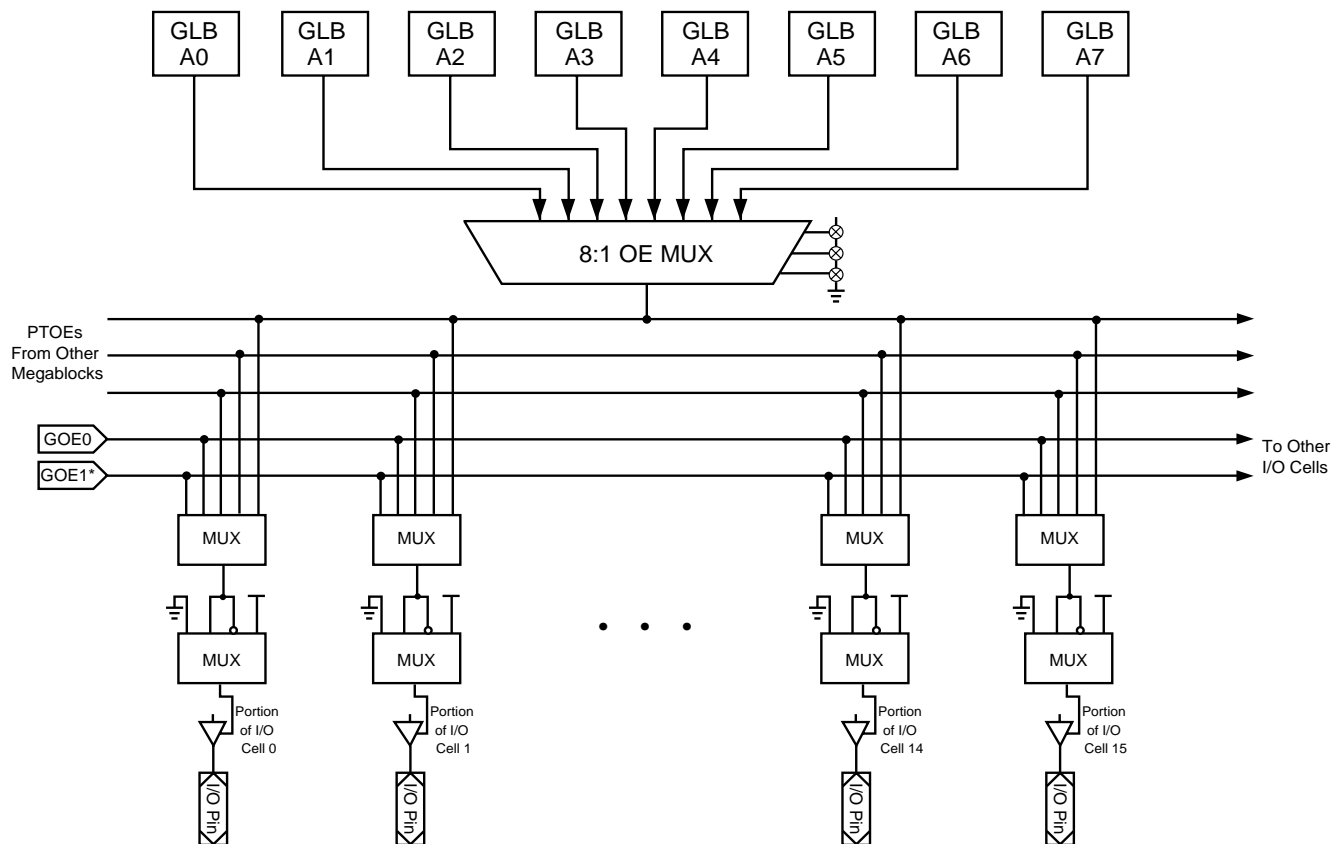 GLB
A0
GLB
A1
GLB
A2
GLB
A3
GLB
A4
GLB
A5
GLB
A6
GLB
A7
8:1 OE MUX
PTOEs
From Other
Megablocks
GOE0
GOE1*
To Other
I/O Cells
MUX
MUX
MUX
MUX
MUX
MUX
MUX
MUX
Portion
of I/O
Cell 0
Portion
of I/O
Cell 1
Portion
of I/O
Cell 14
Portion
of I/O
Cell 15
I/O Pin
I/O Pin
I/O Pin
I/O Pin